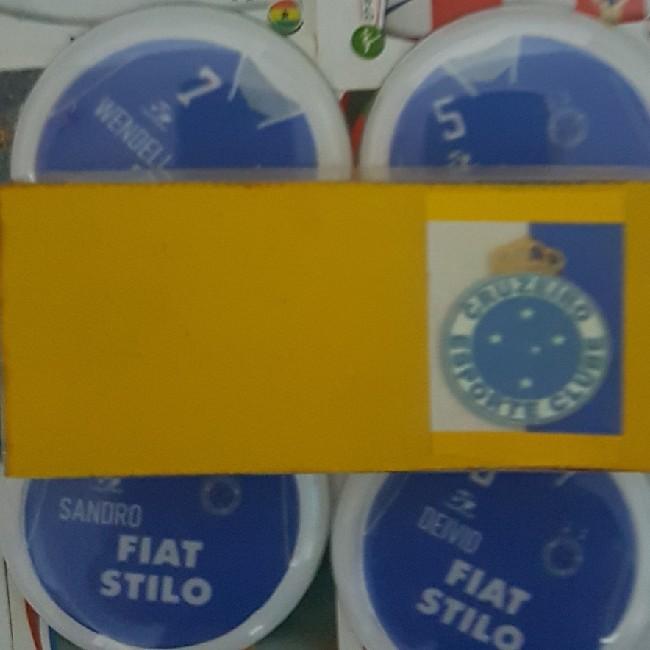 7
WENDELL
5
CRUZEIRO
ESPORTE CLUBE
SANDRO
FIAT
STILO
DEIVID
FIAT
STILO